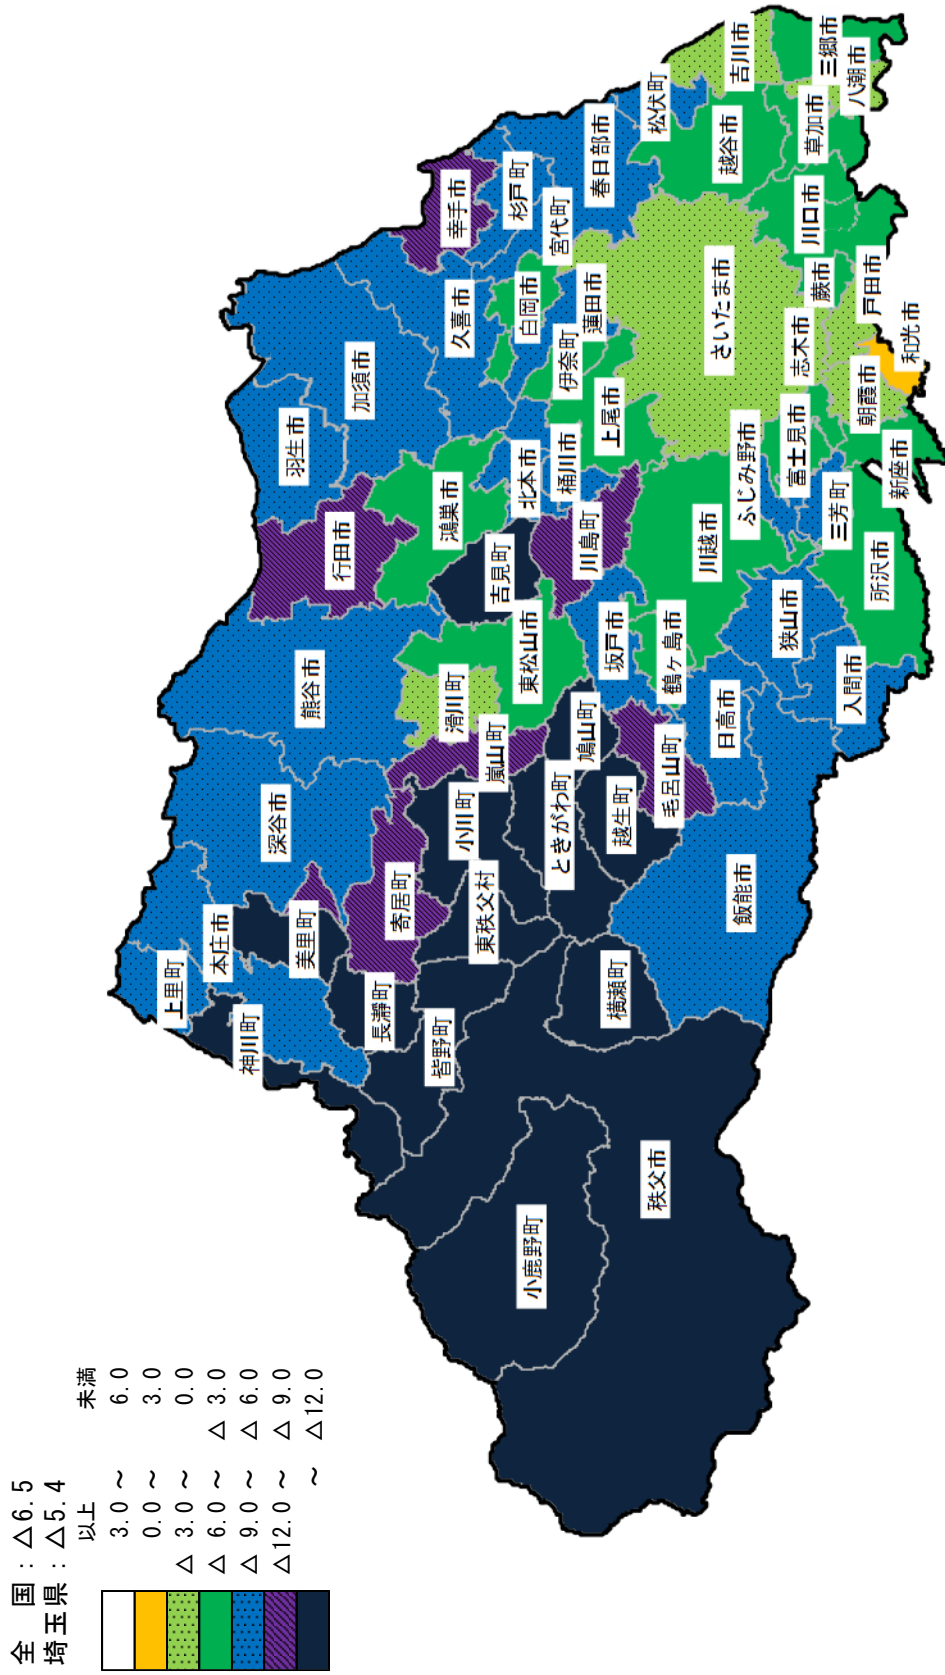 全　国：△6.5
埼玉県：△5.4
以上　未満
3.0 ～ 6.0
0.0 ～ 3.0
△ 3.0 ～ 0.0
△ 6.0 ～ △ 3.0
△ 9.0 ～ △ 6.0
△12.0 ～ △ 9.0
～ △12.0
上里町
本庄市
神川町
美里町
深谷市
熊谷市
行田市
羽生市
加須市
長瀞町
寄居町
皆野町
小川町
滑川町
嵐山町
東秩父村
吉見町
鴻巣市
久喜市
幸手市
杉戸町
白岡市
宮代町
北本市
桶川市
伊奈町
蓮田市
春日部市
松伏町
小鹿野町
ときがわ町
鳩山町
東松山市
川島町
上尾市
横瀬町
越生町
坂戸市
毛呂山町
鶴ヶ島市
川越市
さいたま市
越谷市
吉川市
秩父市
飯能市
日高市
狭山市
入間市
ふじみ野市
富士見市
志木市
三芳町
所沢市
新座市
朝霞市
和光市
戸田市
蕨市
川口市
草加市
八潮市
三郷市